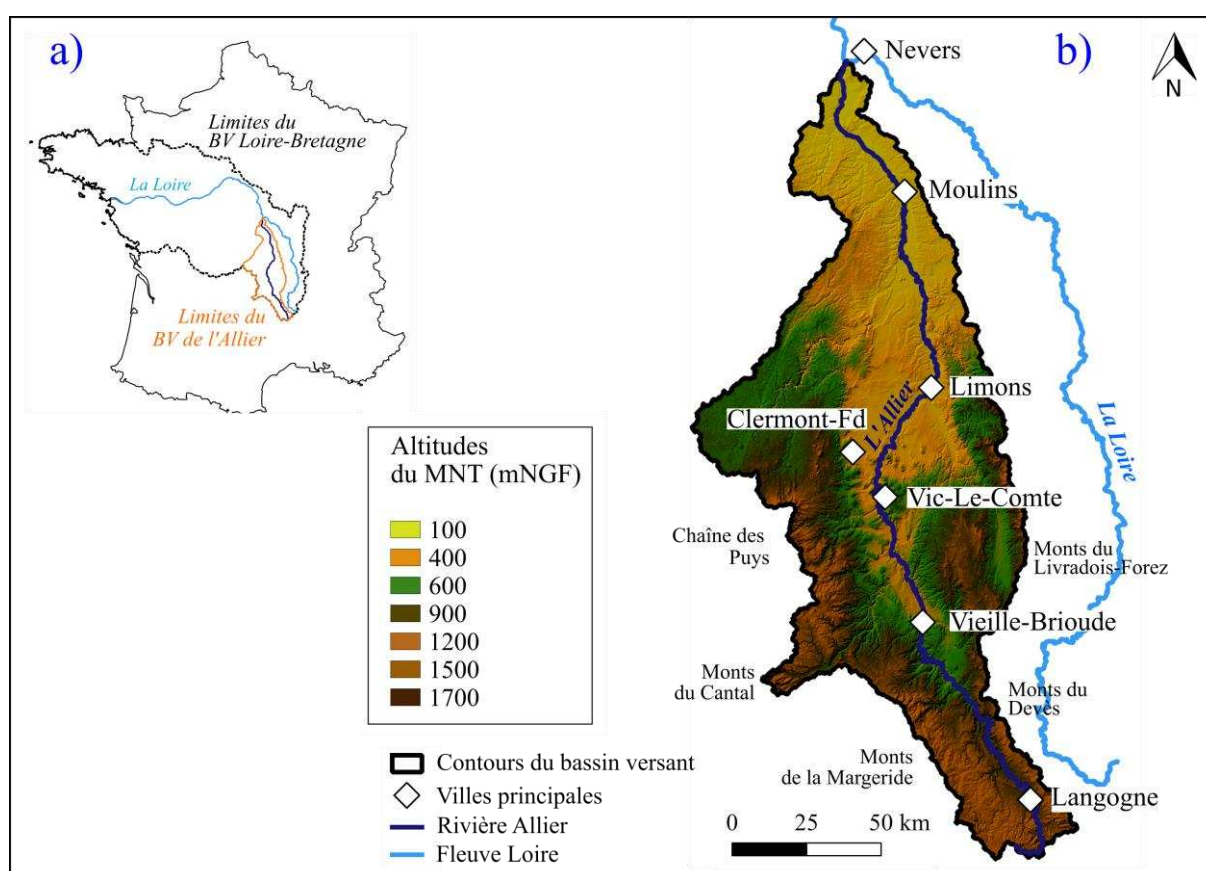 a)
Limites du
BV Loire-Bretagne
La Loire
Limites du
BV de l'Allier
Altitudes
du MNT (mNGF)
100
400
600
900
1200
1500
1700
Contours du bassin versant
Villes principales
Rivière Allier
Fleuve Loire
b)
N
Nevers
Moulins
Limons
Clermont-Fd
L'Allier
La Loire
Vic-Le-Comte
Chaîne des
Puys
Monts du
Livradois-Forez
Vieille-Brioude
Monts
du Cantal
Monts du
Devès
Monts
de la Margeride
Langogne
0 25 50 km